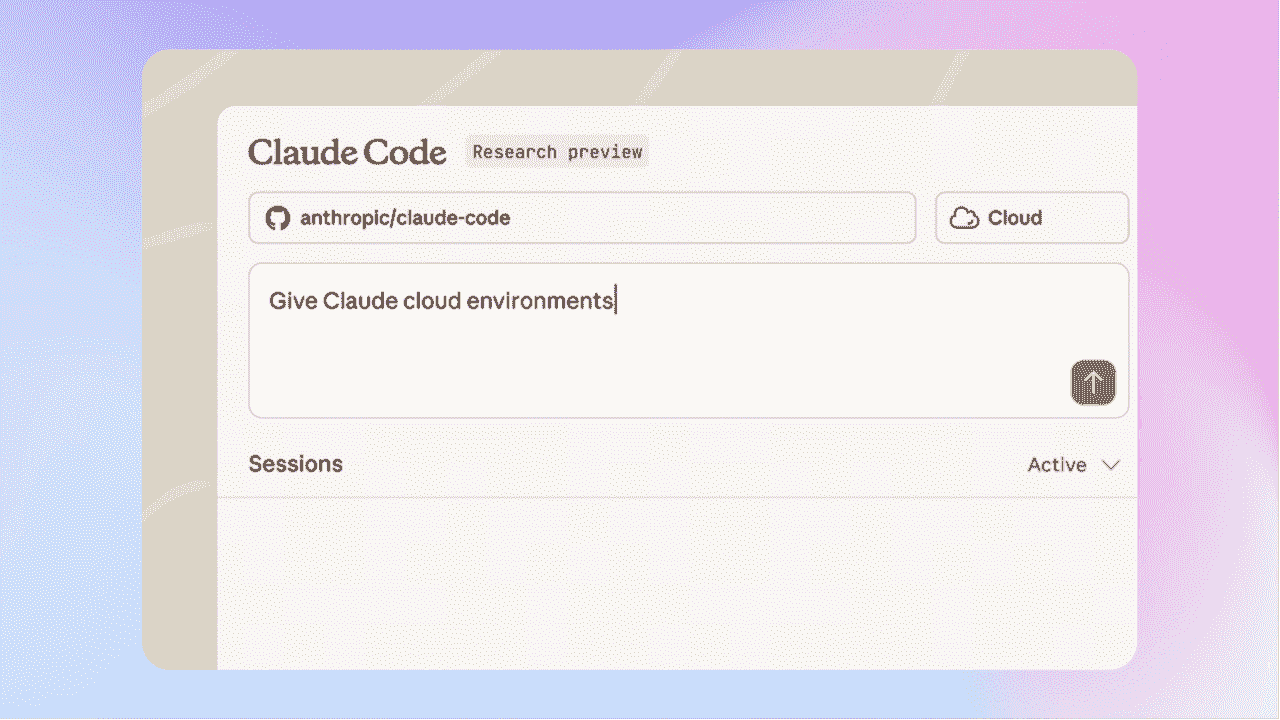 Claude Code Research preview
anthropic/claude-code Cloud
Give Claude cloud environments
Sessions Active